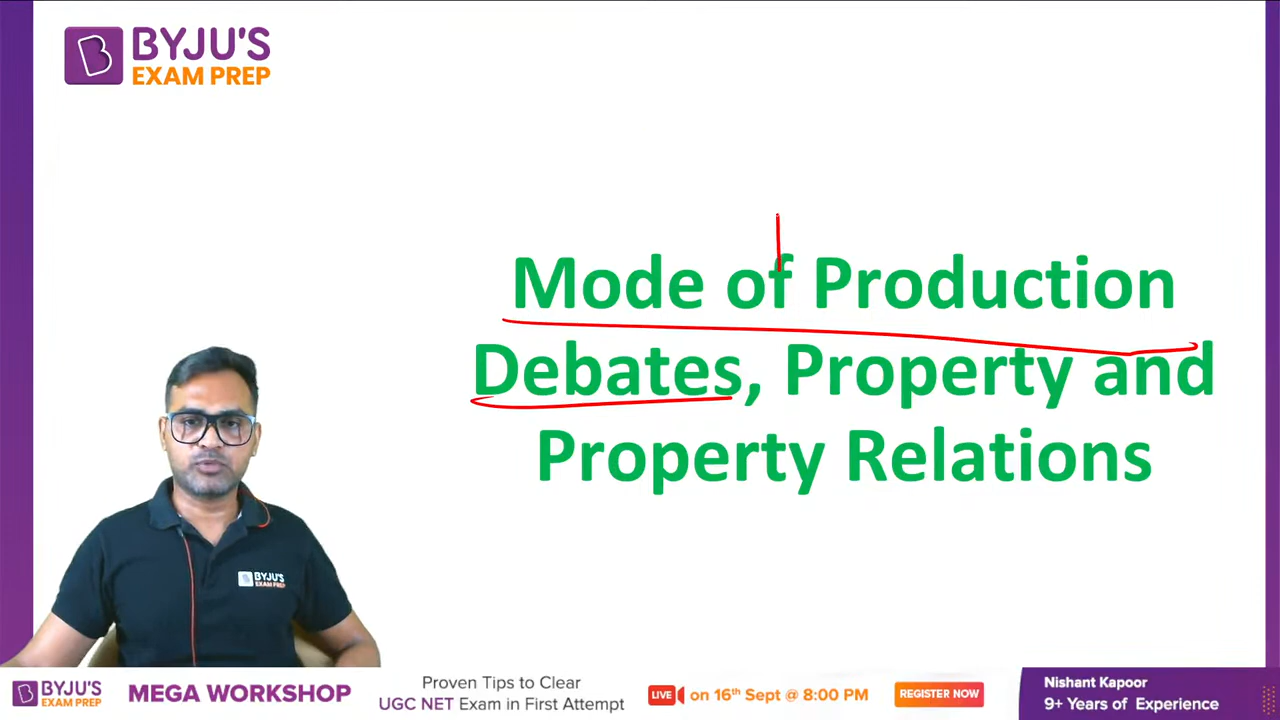 BYJU'S
EXAM PREP
Mode of Production
Debates, Property and
Property Relations
BYJU'S
EXAM PREP
BYJU'S
EXAM PREP
MEGA WORKSHOP
Proven Tips to Clear
UGC NET Exam in First Attempt
LIVE
on 16th Sept @ 8:00 PM
REGISTER NOW
Nishant Kapoor
9+ Years of Experience